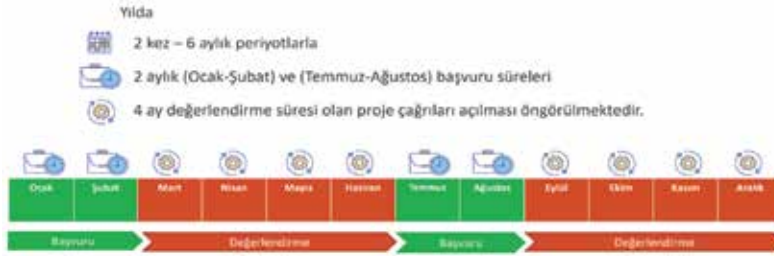 Yılda
2 kez – 6 aylık periyotlarla
2 aylık (Ocak-Şubat) ve (Temmuz-Ağustos) başvuru süreleri
4 ay değerlendirme süresi olan proje çağrıları açılması öngörülmektedir.
Ocak Şubat Mart Nisan Mayıs Haziran Temmuz Ağustos Eylül Ekim Kasım Aralık
Başvuru Değerlendirme Başvuru Değerlendirme